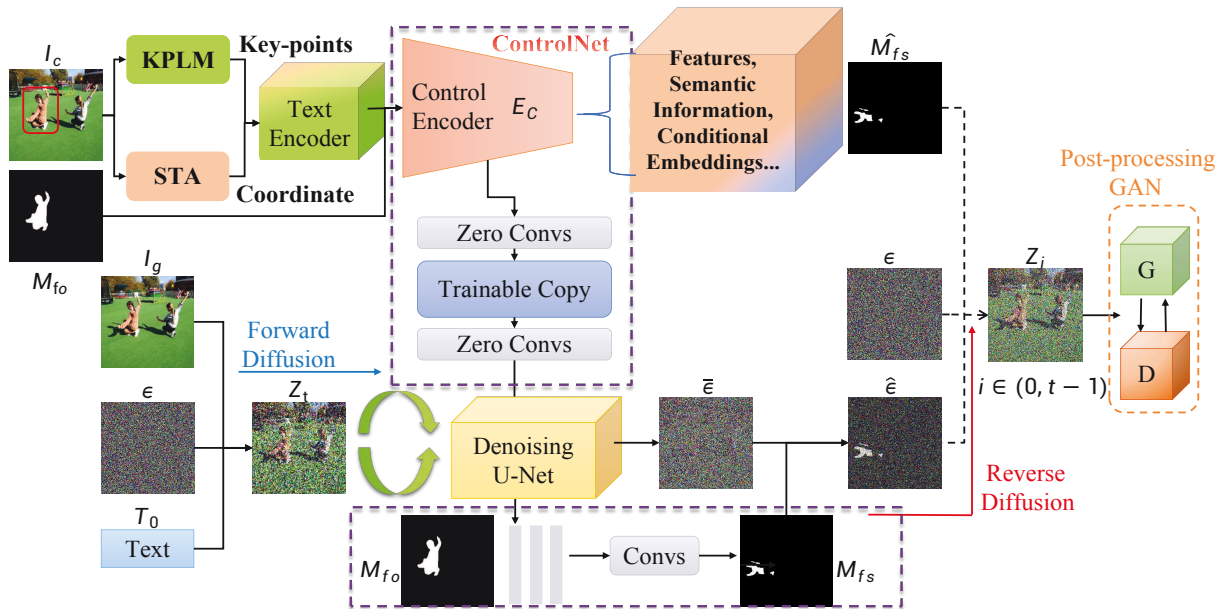 I_c
KPLM
Key-points
STA
Coordinate
Text
Encoder
M_fo
ControlNet
Control
Encoder
E_C
Features,
Semantic
Information,
Conditional
Embeddings...
Zero Convs
Trainable Copy
Zero Convs
I_g
ϵ
T_0
Text
Forward
Diffusion
Z_t
Denoising
U-Net
ϵ̄
M_fo
Convs
M_fs
M̂_fs
ϵ
ϵ̂
Z_i
i ∈ (0, t − 1)
Reverse
Diffusion
Post-processing
GAN
G
D